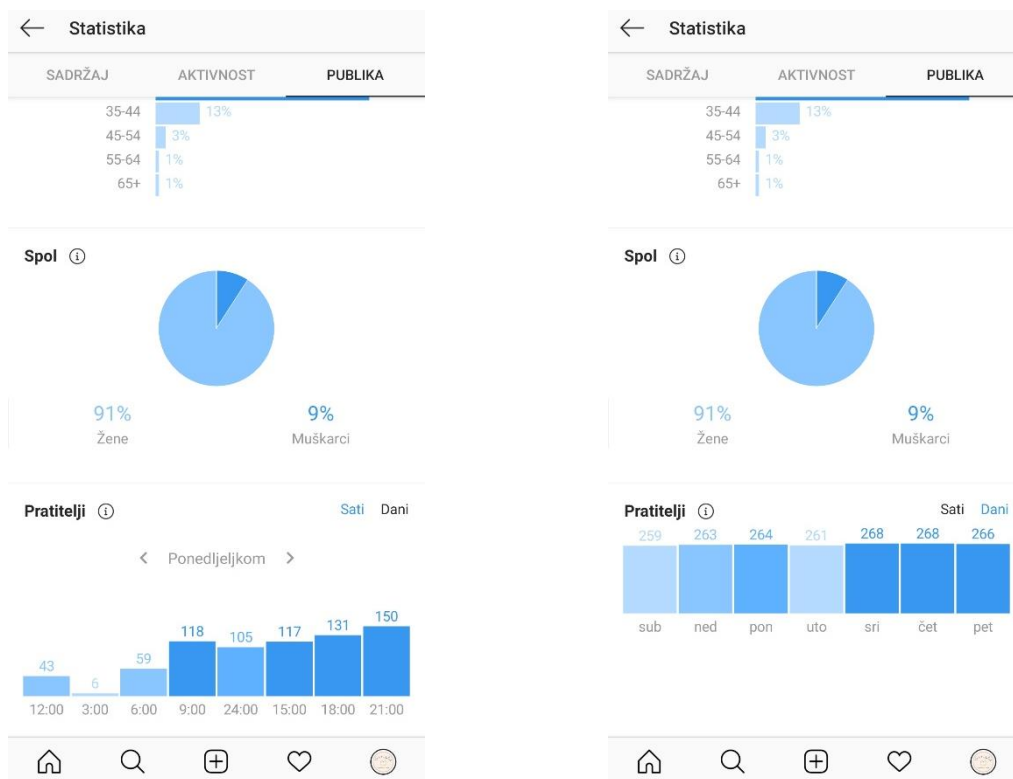 Statistika
SADRŽAJ AKTIVNOST PUBLIKA
35-44 13%
45-54 3%
55-64 1%
65+ 1%
Spol
91% 9%
Žene Muškarci
Pratitelji Sati Dani
Ponedjeljkom
43 6 59 118 105 117 131 150
12:00 3:00 6:00 9:00 24:00 15:00 18:00 21:00
Statistika
SADRŽAJ AKTIVNOST PUBLIKA
35-44 13%
45-54 3%
55-64 1%
65+ 1%
Spol
91% 9%
Žene Muškarci
Pratitelji Sati Dani
259 263 264 261 268 268 266
sub ned pon uto sri čet pet